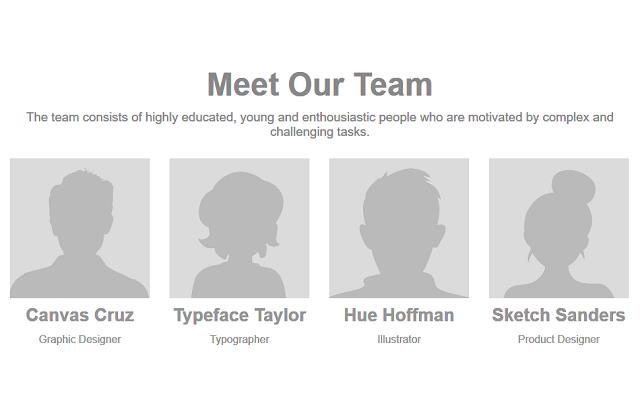 Meet Our Team
The team consists of highly educated, young and enthousiastic people who are motivated by complex and
challenging tasks.
Canvas Cruz
Typeface Taylor
Hue Hoffman
Sketch Sanders
Graphic Designer
Typographer
Illustrator
Product Designer